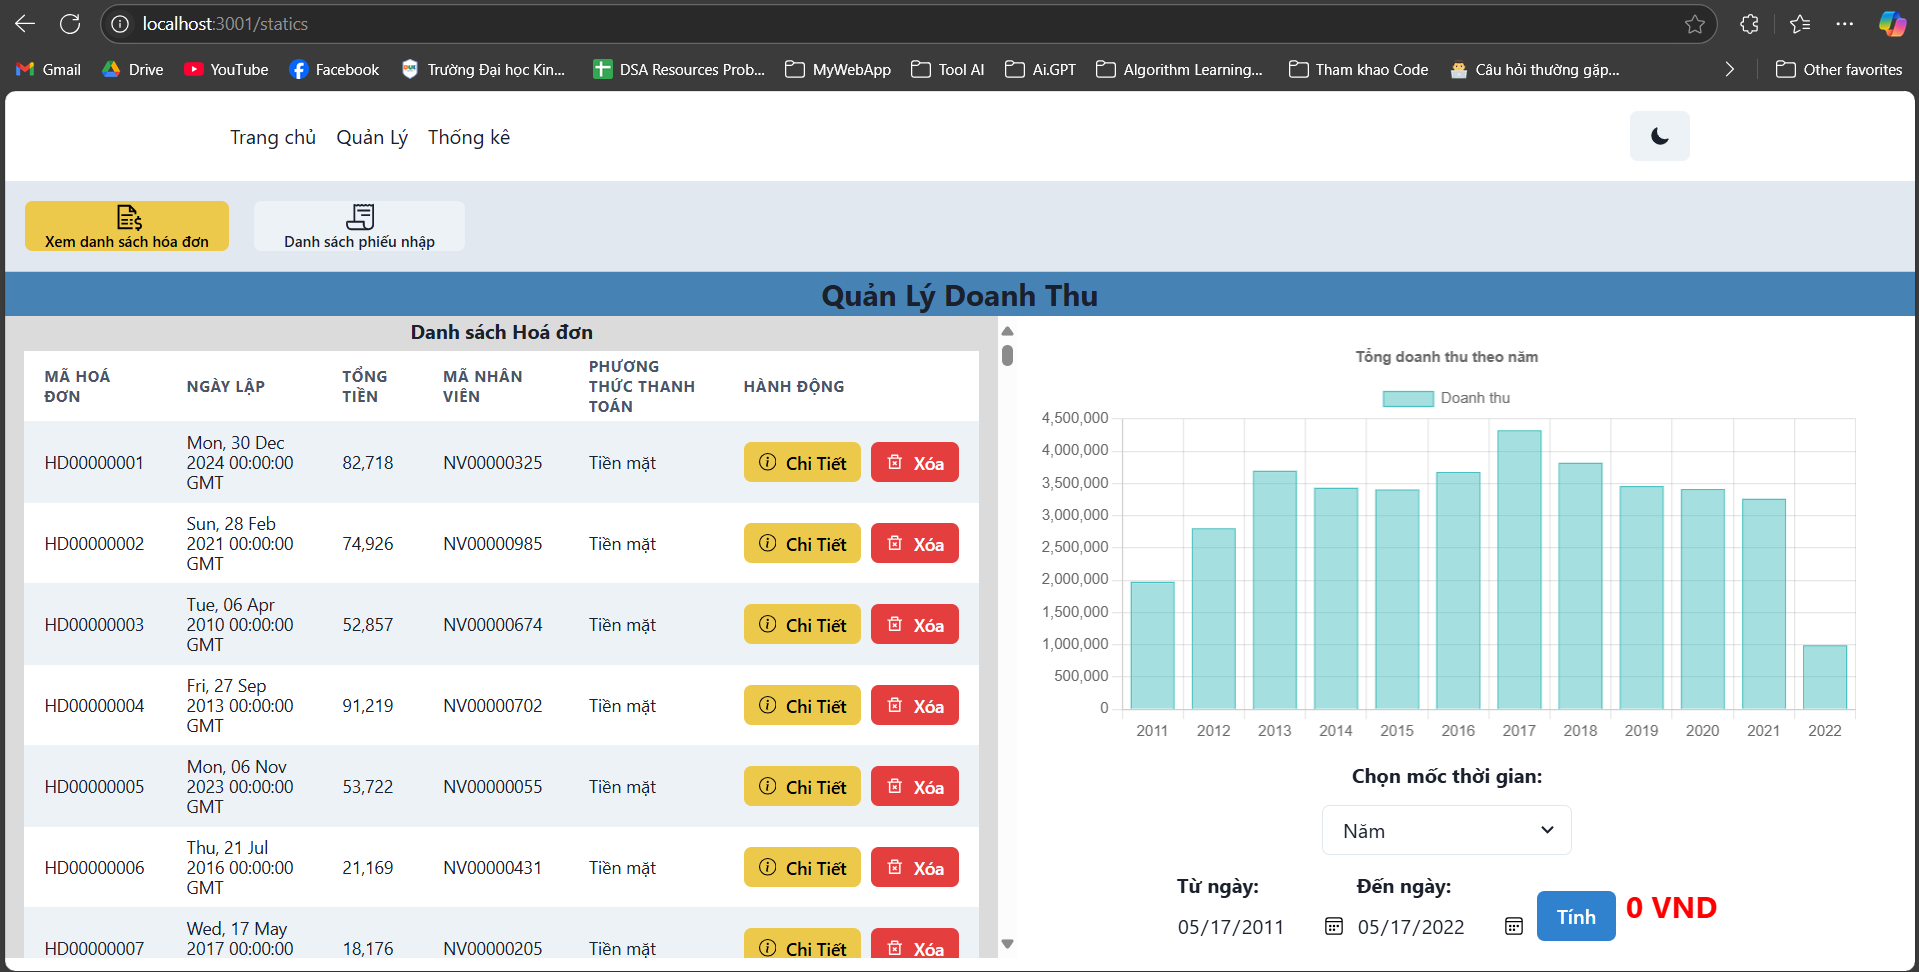 localhost:3001/statics
Gmail Drive YouTube Facebook Trường Đại học Kin... DSA Resources Prob... MyWebApp Tool AI Ai.GPT Algorithm Learning... Tham khao Code Câu hỏi thường gặp... Other favorites
Trang chủ Quản Lý Thống kê
Xem danh sách hóa đơn
Danh sách phiếu nhập
Quản Lý Doanh Thu
Danh sách Hoá đơn
MÃ HOÁ
ĐƠN
NGÀY LẬP
TỔNG
TIỀN
MÃ NHÂN
VIÊN
PHƯƠNG
THỨC THANH
TOÁN
HÀNH ĐỘNG
HD00000001
Mon, 30 Dec
2024 00:00:00
GMT
82,718
NV00000325
Tiền mặt
Chi Tiết
Xóa
HD00000002
Sun, 28 Feb
2021 00:00:00
GMT
74,926
NV00000985
Tiền mặt
Chi Tiết
Xóa
HD00000003
Tue, 06 Apr
2010 00:00:00
GMT
52,857
NV00000674
Tiền mặt
Chi Tiết
Xóa
HD00000004
Fri, 27 Sep
2013 00:00:00
GMT
91,219
NV00000702
Tiền mặt
Chi Tiết
Xóa
HD00000005
Mon, 06 Nov
2023 00:00:00
GMT
53,722
NV00000055
Tiền mặt
Chi Tiết
Xóa
HD00000006
Thu, 21 Jul
2016 00:00:00
GMT
21,169
NV00000431
Tiền mặt
Chi Tiết
Xóa
HD00000007
Wed, 17 May
2017 00:00:00
18,176
NV00000205
Tiền mặt
Chi Tiết
Xóa
Tổng doanh thu theo năm
Doanh thu
4,500,000
4,000,000
3,500,000
3,000,000
2,500,000
2,000,000
1,500,000
1,000,000
500,000
0
2011 2012 2013 2014 2015 2016 2017 2018 2019 2020 2021 2022
Chọn mốc thời gian:
Năm
Từ ngày:
05/17/2011
Đến ngày:
05/17/2022
Tính
0 VND